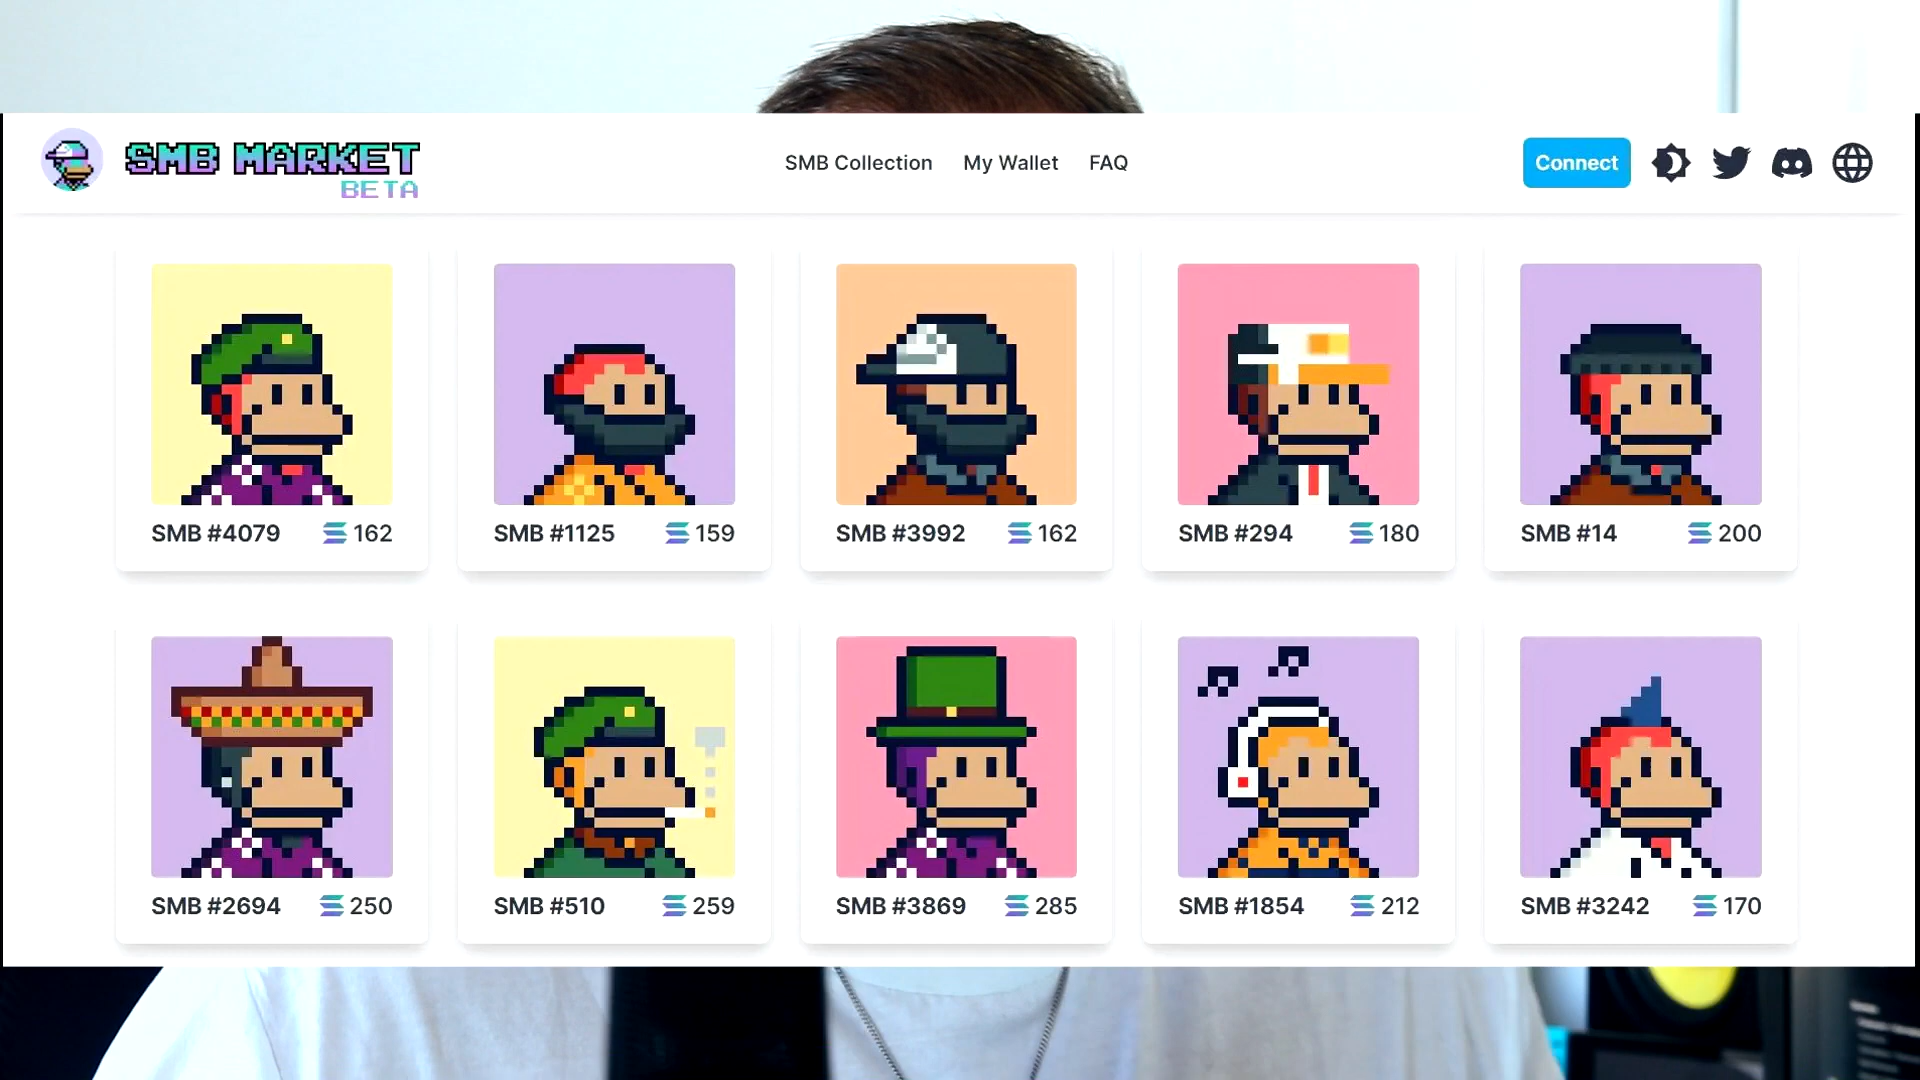 SMB MARKET
BETA
SMB Collection My Wallet FAQ
Connect
SMB #4079 162
SMB #1125 159
SMB #3992 162
SMB #294 180
SMB #14 200
SMB #2694 250
SMB #510 259
SMB #3869 285
SMB #1854 212
SMB #3242 170